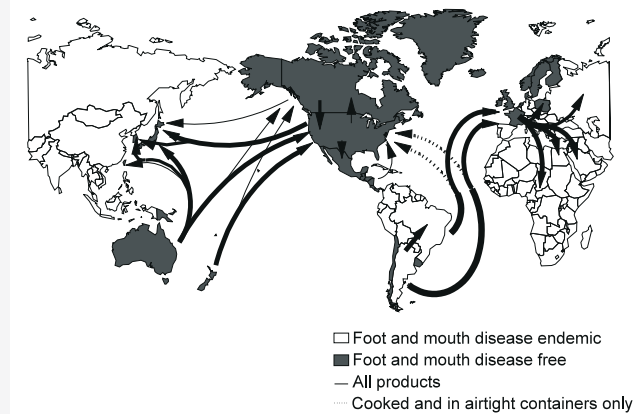 Foot and mouth disease endemic
Foot and mouth disease free
All products
Cooked and in airtight containers only